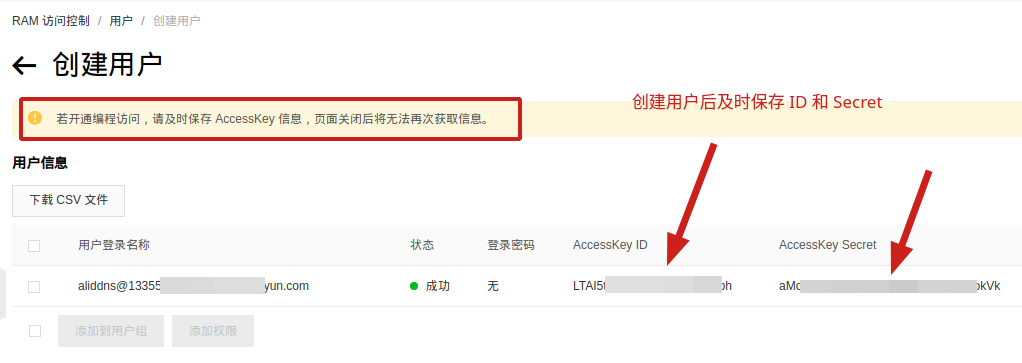 RAM 访问控制 / 用户 / 创建用户
← 创建用户
创建用户后及时保存 ID 和 Secret
若开通编程访问，请及时保存 AccessKey 信息，页面关闭后将无法再次获取信息。
用户信息
下载 CSV 文件
用户登录名称 状态 登录密码 AccessKey ID AccessKey Secret
aliddns@13355 yun.com 成功 无 LTAI5t ph aMc okVk
添加到用户组 添加权限